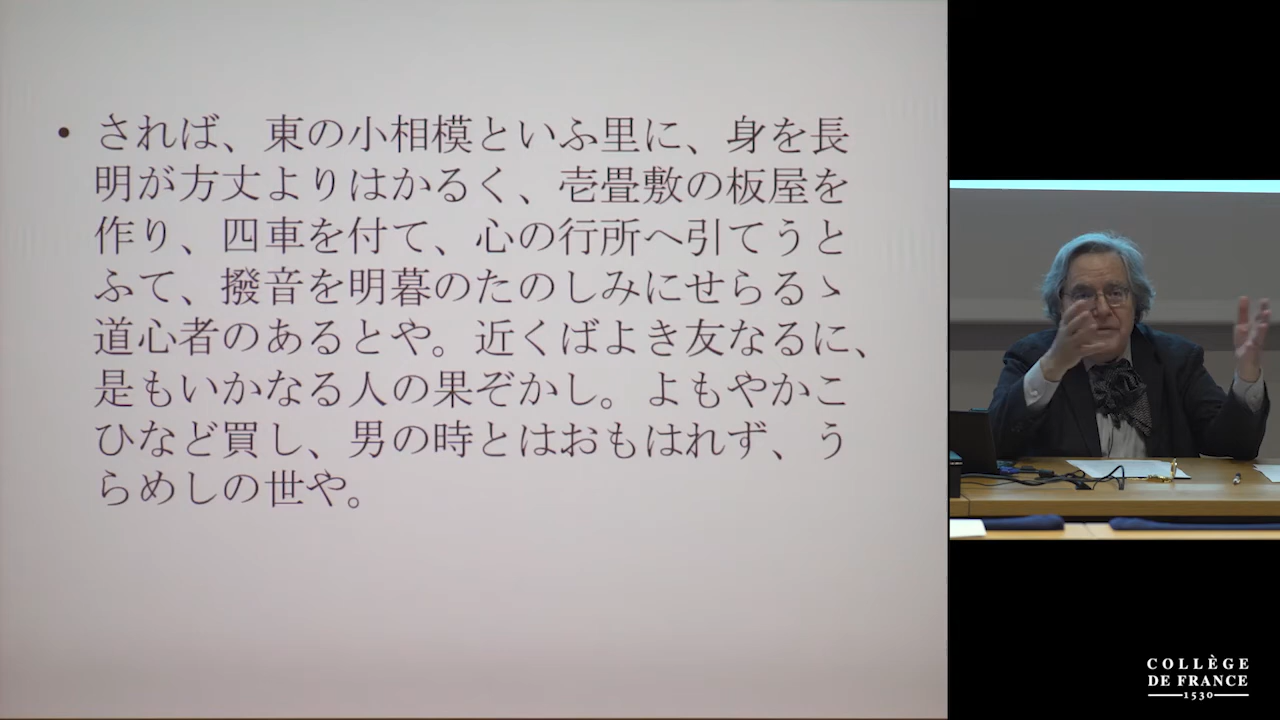 • されば、東の小相模といふ里に、身を長
明が方丈よりはかるく、壱畳敷の板屋を
作り、四車を付て、心の行所へ引てうと
ふて、撥音を明暮のたのしみにせらるゝ
道心者のあるとや。近くばよき友なるに、
是もいかなる人の果ぞかし。よもやかこ
ひなど買し、男の時とはおもはれず、う
らめしの世や。
COLLÈGE
DE FRANCE
1530